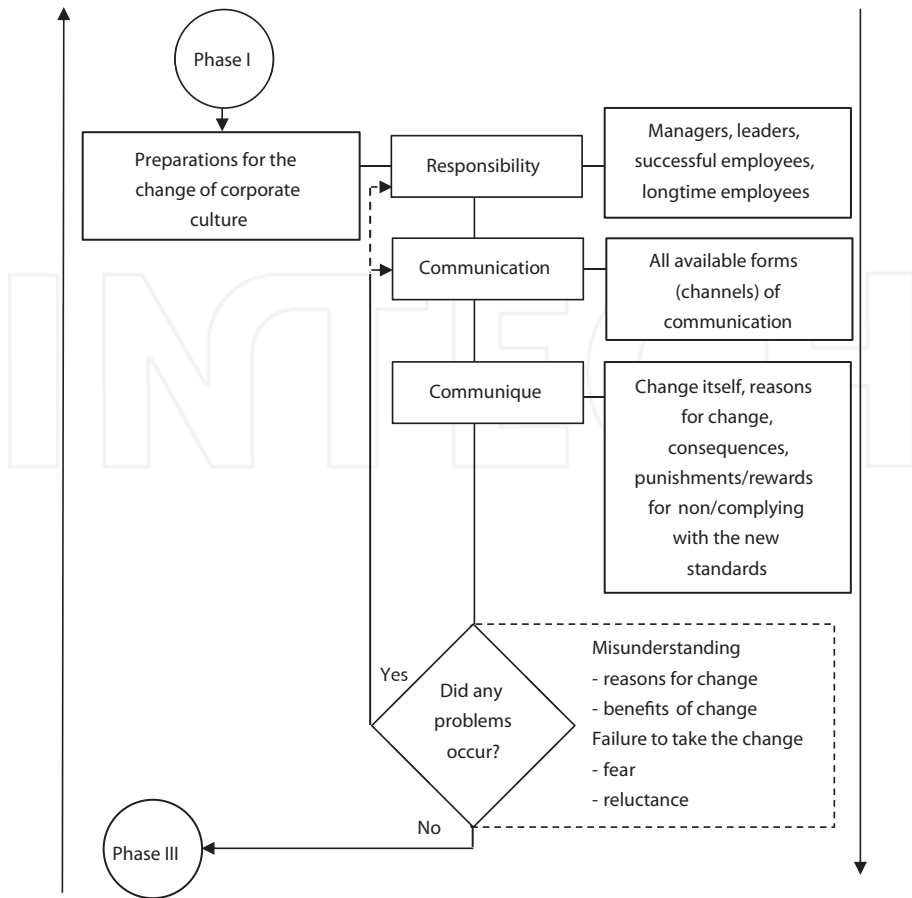 Phase I
Preparations for the
change of corporate
culture
Responsibility
Managers, leaders,
successful employees,
longtime employees
Communication
All available forms
(channels) of
communication
Communique
Change itself, reasons
for change,
consequences,
punishments/rewards
for non/complying
with the new
standards
Yes
Did any
problems
occur?
Misunderstanding
- reasons for change
- benefits of change
Failure to take the change
- fear
- reluctance
No
Phase III
INTECH